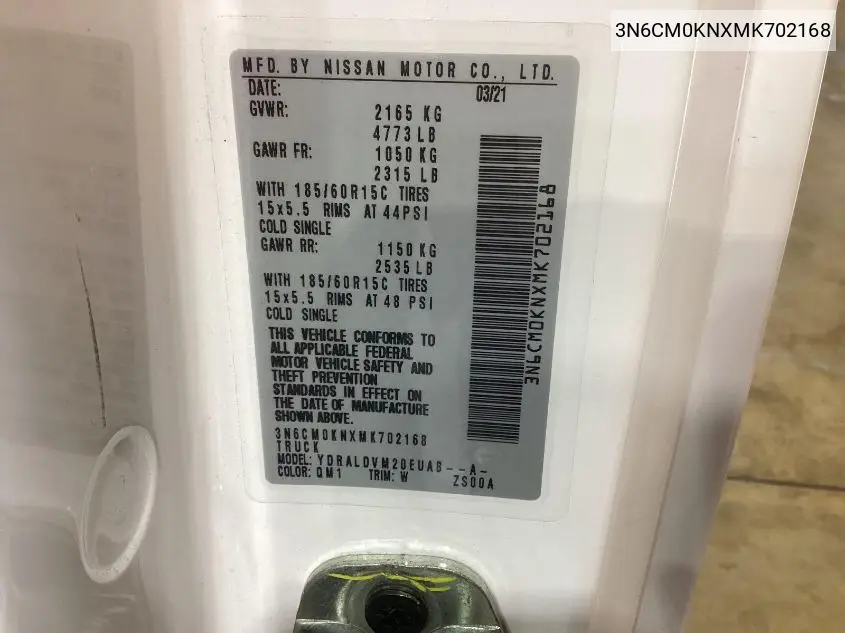 3N6CM0KNXMK702168
MFD. BY NISSAN MOTOR CO., LTD.
DATE: 03/21
GVWR: 2165 KG
4773 LB
GAWR FR: 1050 KG
2315 LB
WITH 185/60R15C TIRES
15x5.5 RIMS AT 44PSI
COLD SINGLE
GAWR RR: 1150 KG
2535 LB
WITH 185/60R15C TIRES
15x5.5 RIMS AT 48 PSI
COLD SINGLE
THIS VEHICLE CONFORMS TO
ALL APPLICABLE FEDERAL
MOTOR VEHICLE SAFETY AND
THEFT PREVENTION
STANDARDS IN EFFECT ON
THE DATE OF MANUFACTURE
SHOWN ABOVE.
3N6CM0KNXMK702168
TRUCK
MODEL: YDRALDVM20EUAB--A-
COLOR: QM1 TRIM: W ZS00A
3N6CM0KNXMK702168